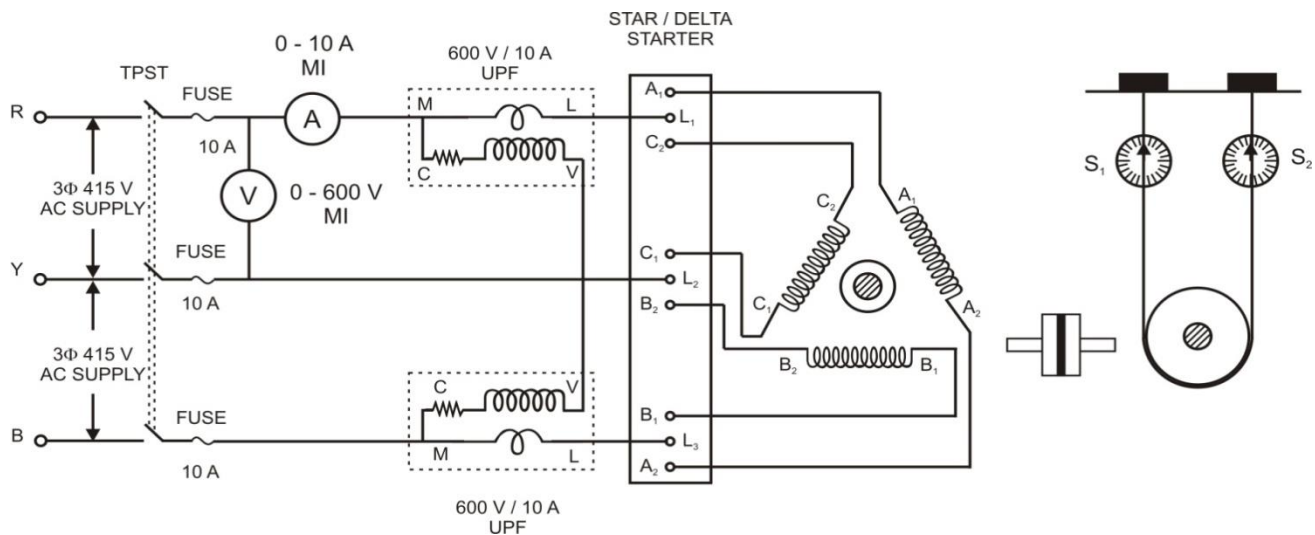 STAR / DELTA
STARTER
0 - 10 A
MI
600 V / 10 A
UPF
TPST
FUSE
R
A
M
L
A₁
L₁
C₂
10 A
C
V
S₁
S₂
3Φ 415 V
AC SUPPLY
V
0 - 600 V
MI
C₂
A₁
FUSE
Y
10 A
C₁
L₂
B₂
C₁
A₂
B₂
B₁
3Φ 415 V
AC SUPPLY
C
V
FUSE
B
10 A
M
L
B₁
L₃
A₂
600 V / 10 A
UPF